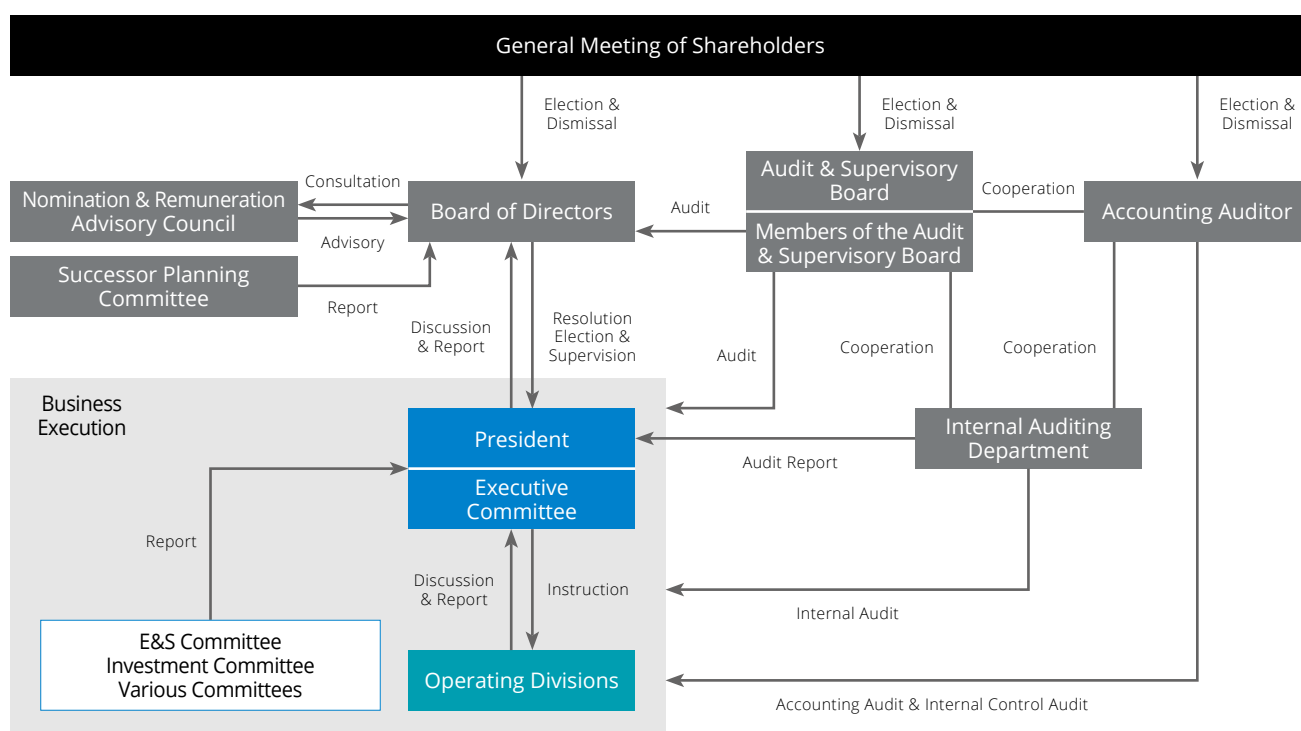 General Meeting of Shareholders
Election &
Dismissal
Election &
Dismissal
Election &
Dismissal
Nomination & Remuneration
Advisory Council
Consultation
Advisory
Board of Directors
Audit
Audit & Supervisory
Board
Members of the Audit
& Supervisory Board
Cooperation
Accounting Auditor
Successor Planning
Committee
Report
Discussion
& Report
Resolution
Election &
Supervision
Audit
Cooperation
Cooperation
Business
Execution
President
Executive
Committee
Audit Report
Internal Auditing
Department
Report
Discussion
& Report
Instruction
Internal Audit
E&S Committee
Investment Committee
Various Committees
Operating Divisions
Accounting Audit & Internal Control Audit